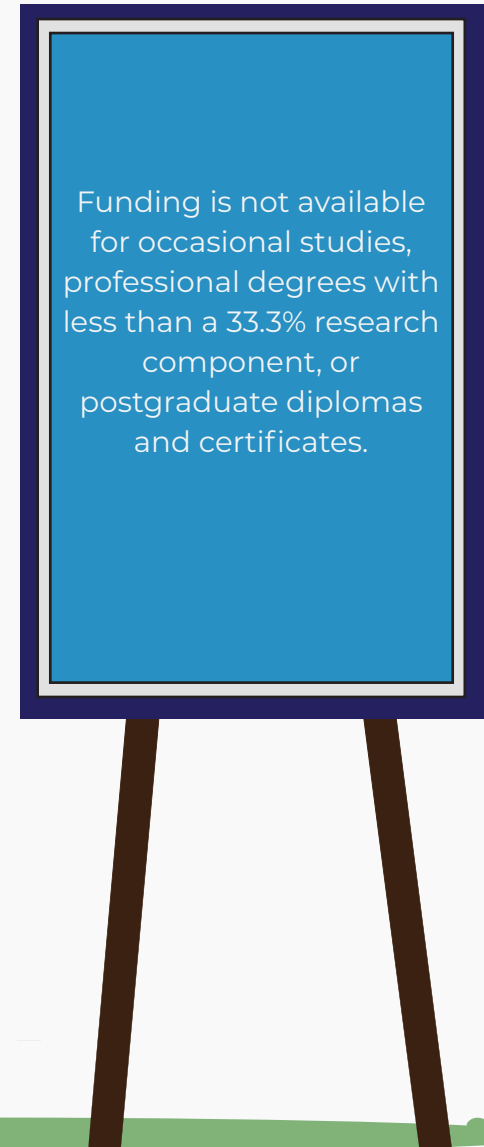 Funding is not available
for occasional studies,
professional degrees with
less than a 33.3% research
component, or
postgraduate diplomas
and certificates.